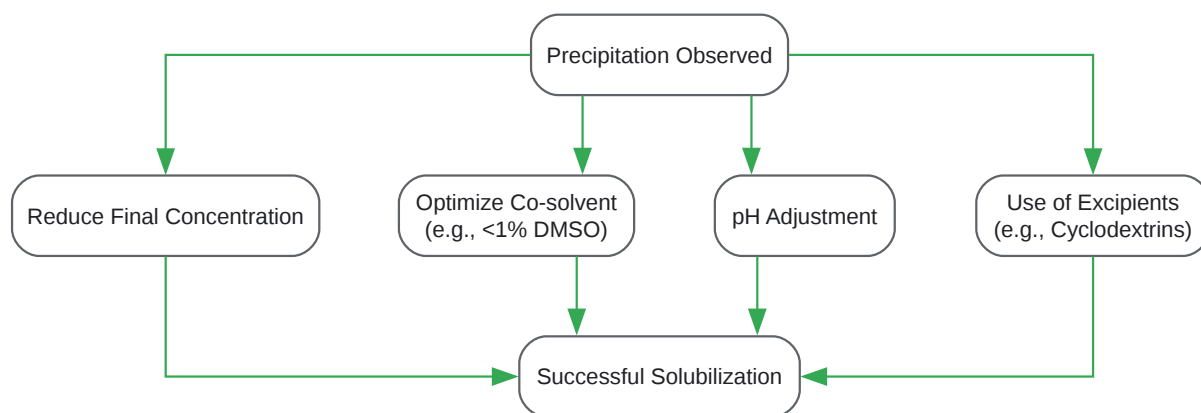 Precipitation Observed
Reduce Final Concentration
Optimize Co-solvent
(e.g., <1% DMSO)
pH Adjustment
Use of Excipients
(e.g., Cyclodextrins)
Successful Solubilization